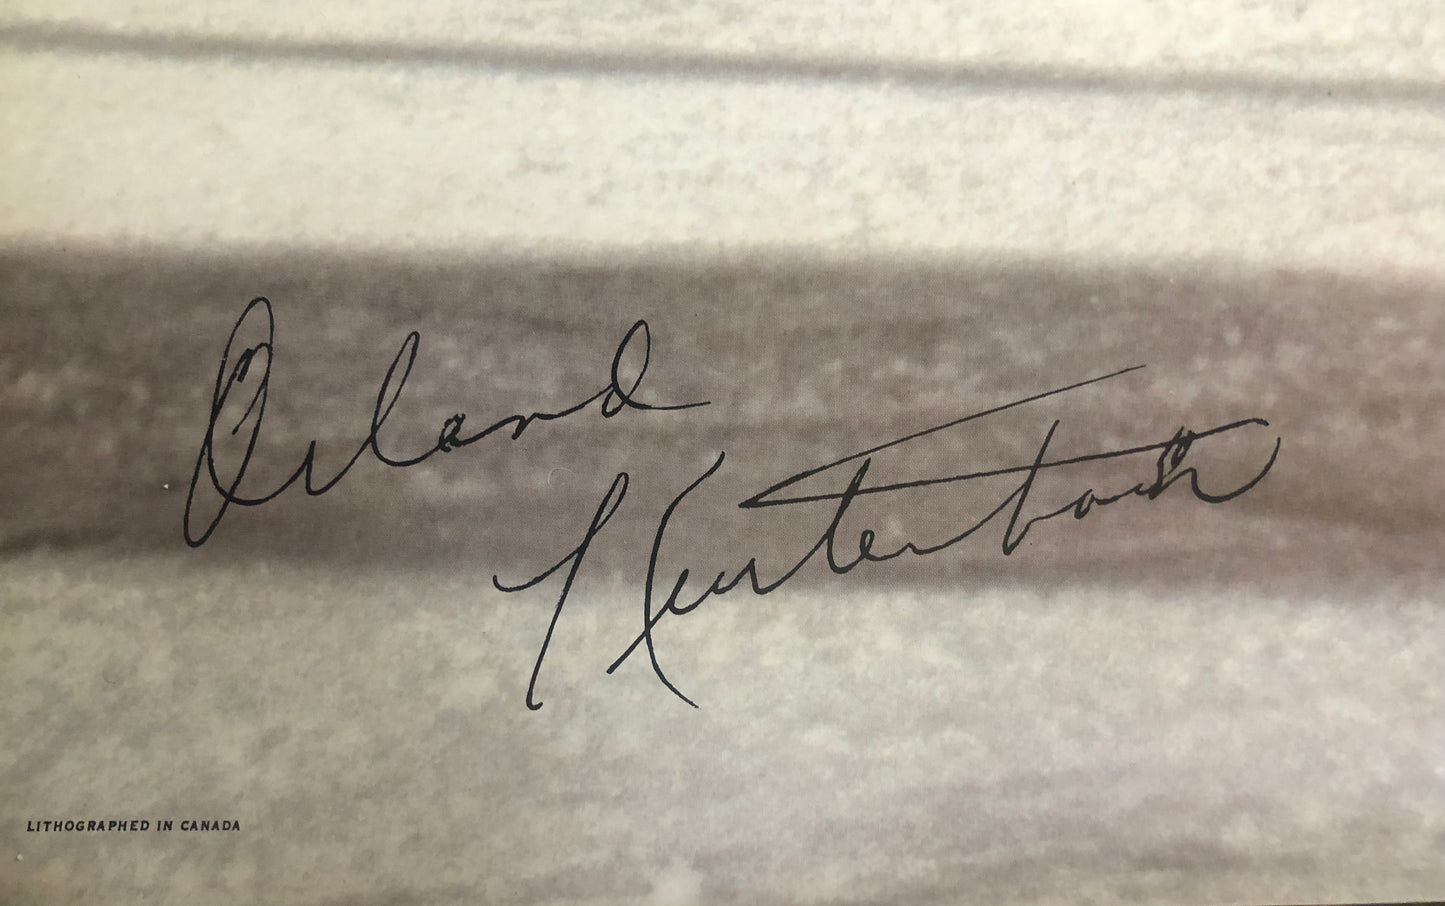 Orland
Kurtenbach
LITHOGRAPHED IN CANADA